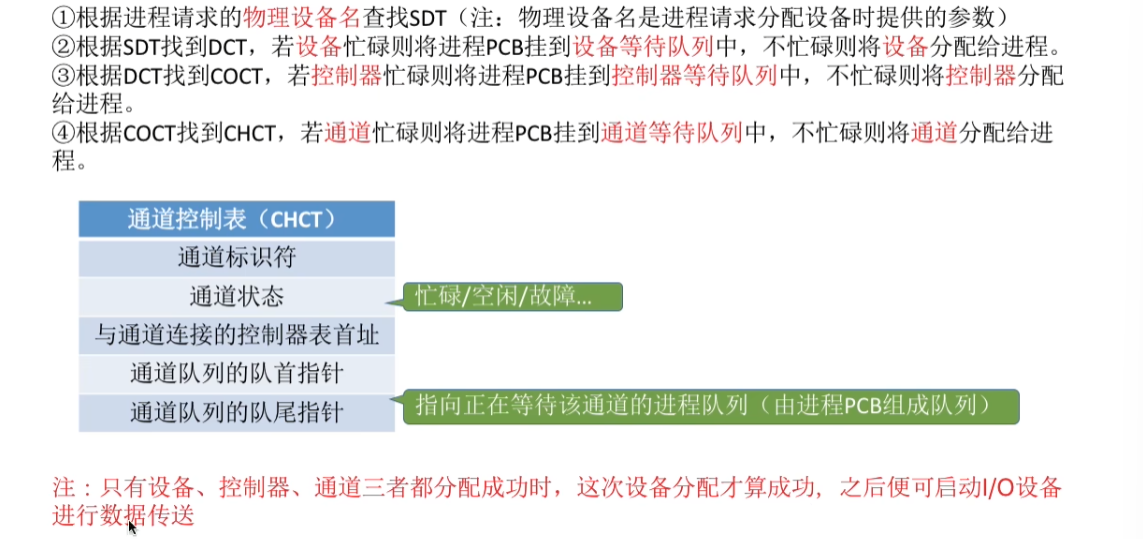 ①根据进程请求的物理设备名查找SDT（注：物理设备名是进程请求分配设备时提供的参数）
②根据SDT找到DCT，若设备忙碌则将进程PCB挂到设备等待队列中，不忙碌则将设备分配给进程。
③根据DCT找到COCT，若控制器忙碌则将进程PCB挂到控制器等待队列中，不忙碌则将控制器分配
给进程。
④根据COCT找到CHCT，若通道忙碌则将进程PCB挂到通道等待队列中，不忙碌则将通道分配给进
程。
通道控制表（CHCT）
通道标识符
通道状态
忙碌/空闲/故障...
与通道连接的控制器表首址
通道队列的队首指针
通道队列的队尾指针
指向正在等待该通道的进程队列（由进程PCB组成队列）
注：只有设备、控制器、通道三者都分配成功时，这次设备分配才算成功，之后便可启动I/O设备
进行数据传送